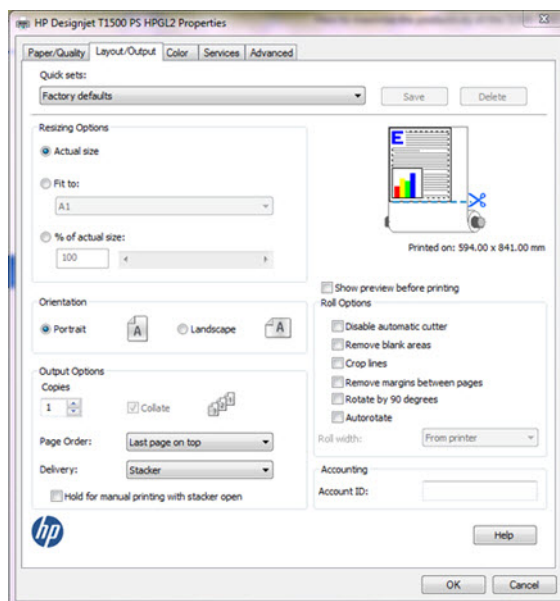 HP Designjet T1500 PS HPGL2 Properties
Paper/Quality Layout/Output Color Services Advanced
Quick sets:
Factory defaults
Save Delete
Resizing Options
Actual size
Fit to:
A1
% of actual size:
100
E
Printed on: 594.00 x 841.00 mm
Show preview before printing
Orientation
Portrait A Landscape A
Roll Options
Disable automatic cutter
Remove blank areas
Crop lines
Remove margins between pages
Rotate by 90 degrees
Autorotate
Roll width: From printer
Output Options
Copies
1 Collate
Page Order: Last page on top
Delivery: Stacker
Hold for manual printing with stacker open
Accounting
Account ID:
hp
Help
OK Cancel